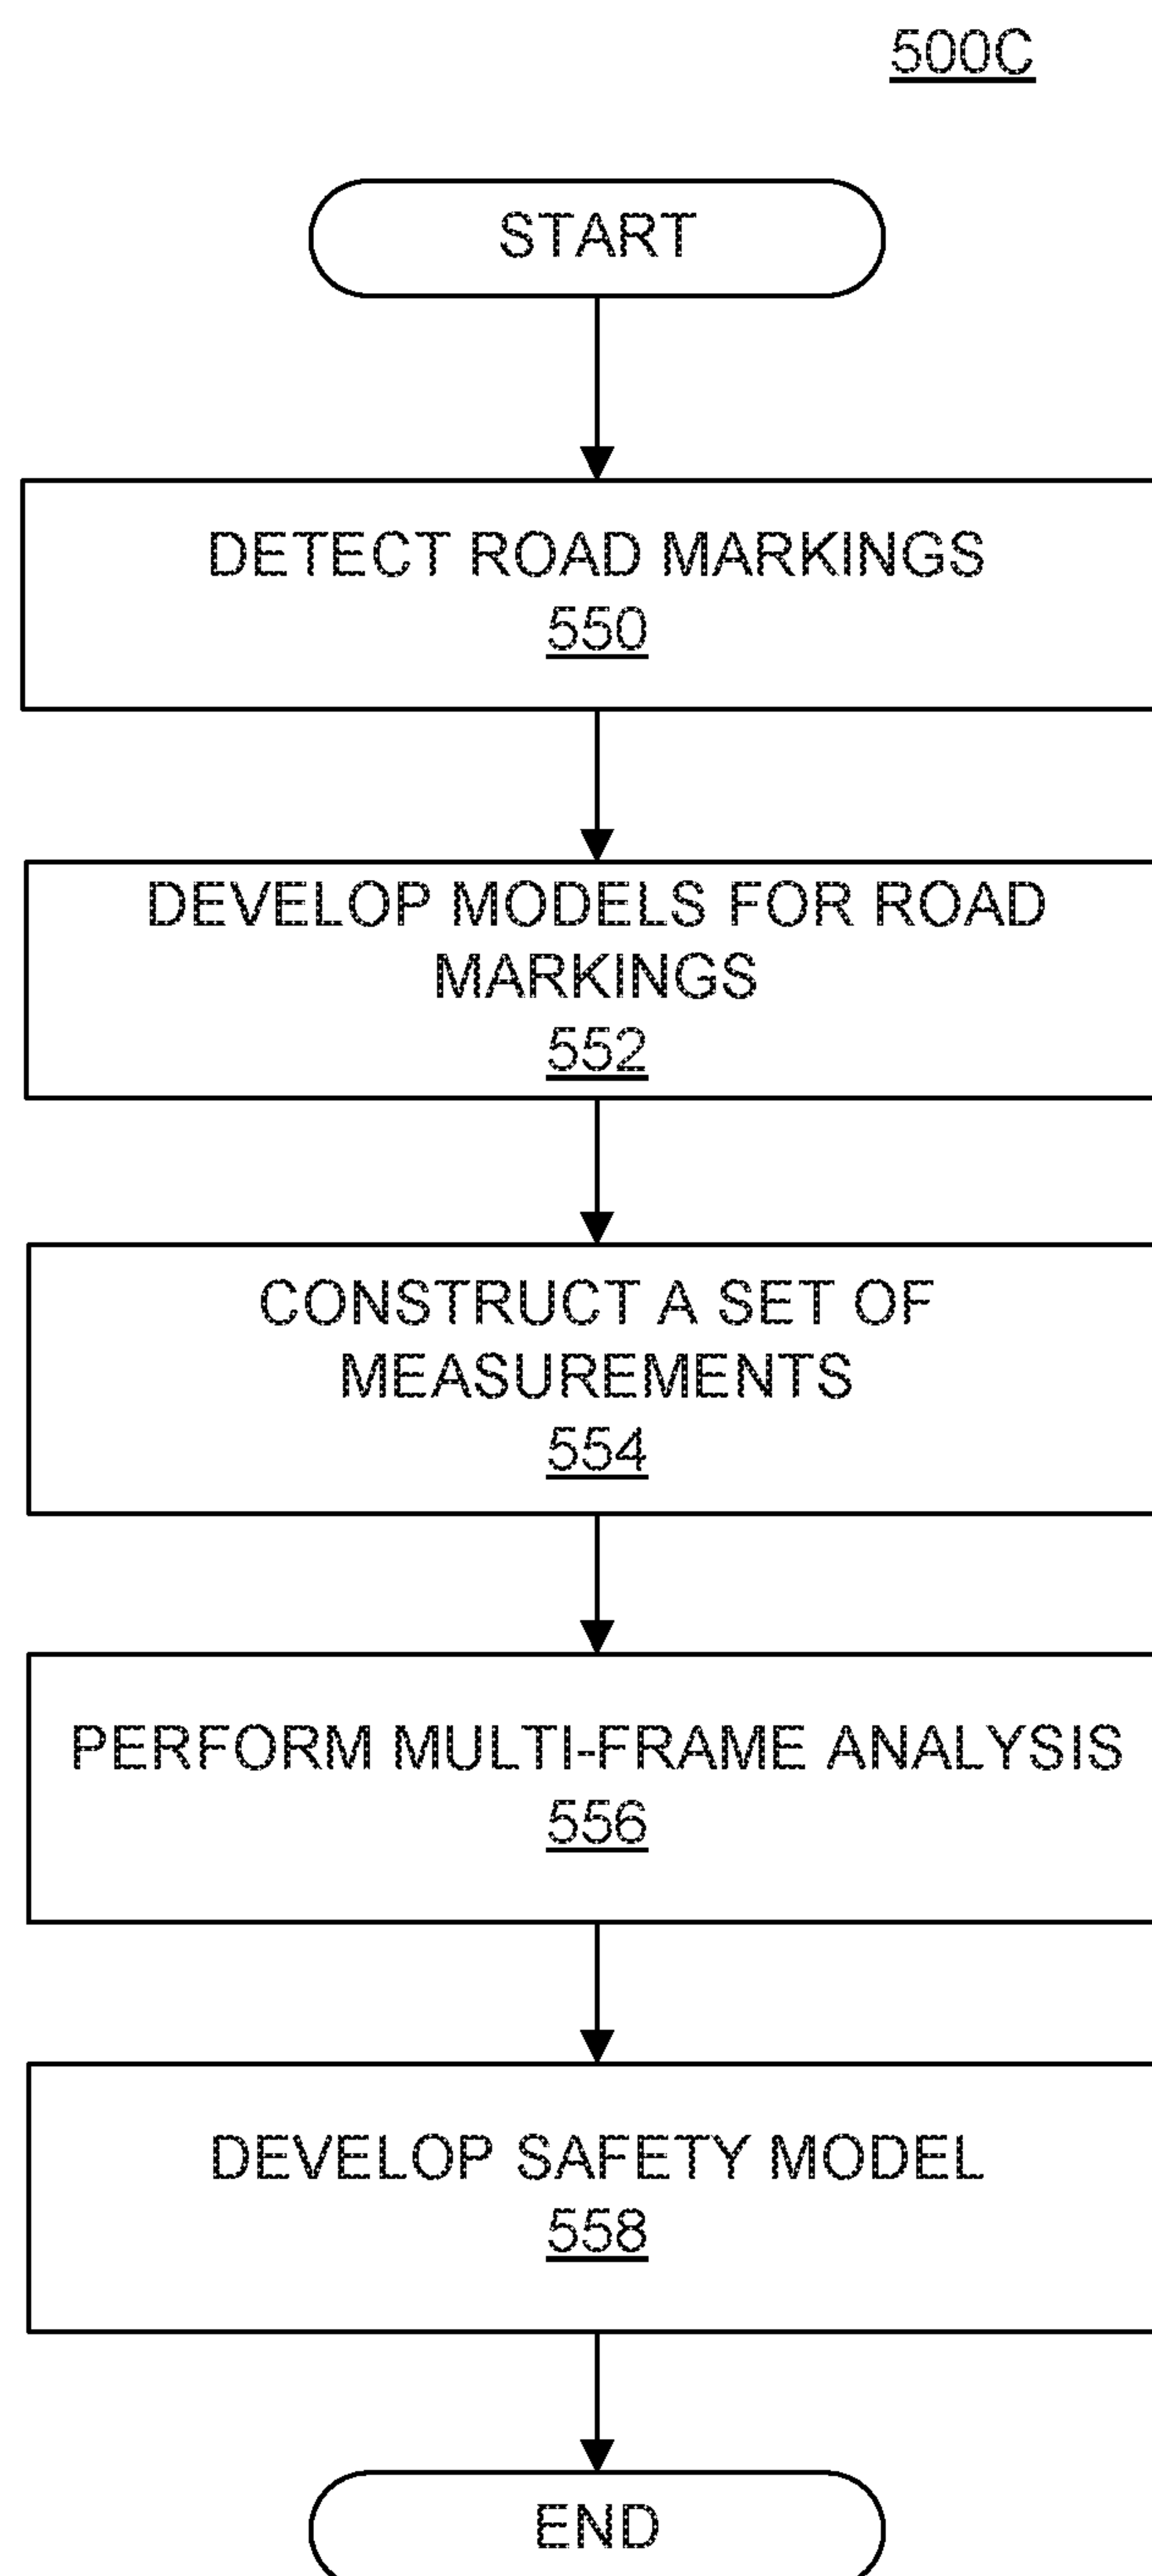 500C
START
DETECT ROAD MARKINGS
550
DEVELOP MODELS FOR ROAD
MARKINGS
552
CONSTRUCT A SET OF
MEASUREMENTS
554
PERFORM MULTI-FRAME ANALYSIS
556
DEVELOP SAFETY MODEL
558
END